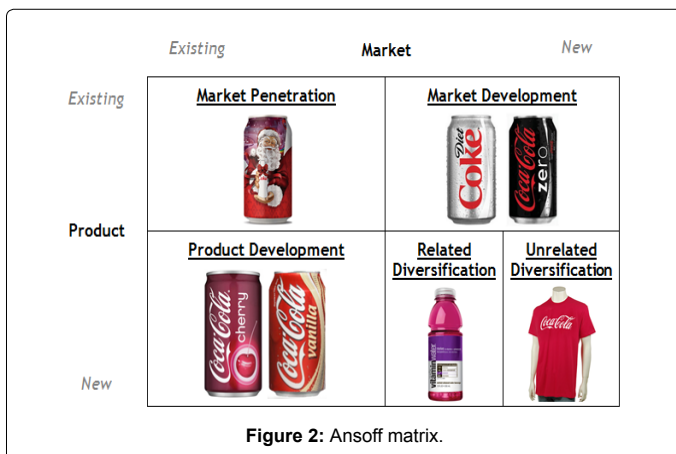 Existing Market New
Existing
Market Penetration
Market Development
Diet
Coke
Coca-Cola
zero
Product
Product Development
Related
Diversification
Unrelated
Diversification
Coca-Cola
cherry
Coca-Cola
vanilla
vitaminwater
Coca-Cola
New
Figure 2: Ansoff matrix.